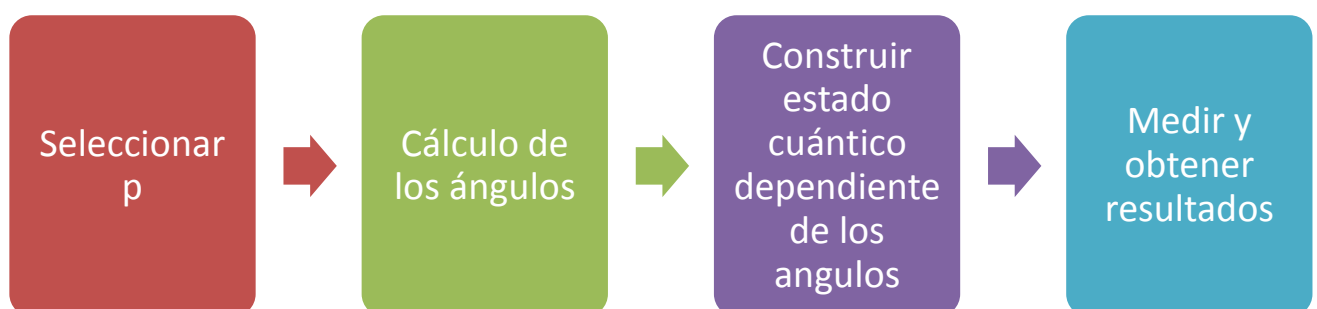 Seleccionar
p
Cálculo de
los ángulos
Construir
estado
cuántico
dependiente
de los
angulos
Medir y
obtener
resultados